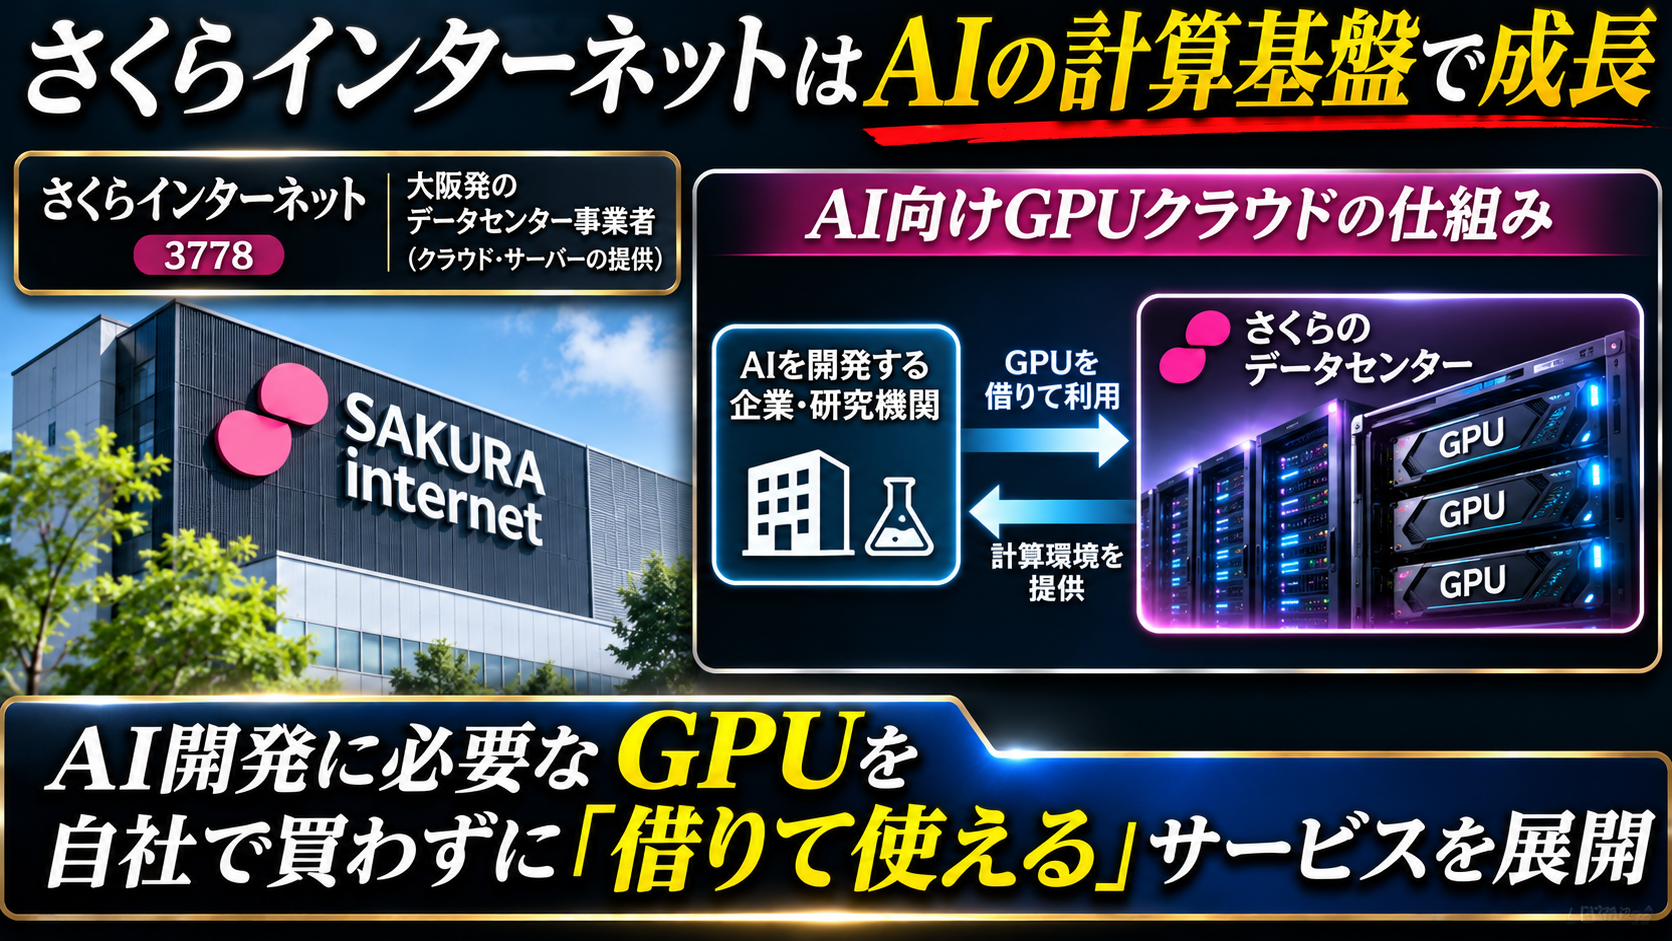 さくらインターネットはAIの計算基盤で成長
さくらインターネット
3778
大阪発の
データセンター事業者
(クラウド・サーバーの提供)
SAKURA
internet
AI向けGPUクラウドの仕組み
AIを開発する
企業・研究機関
GPUを
借りて利用
計算環境を
提供
さくらの
データセンター
GPU
GPU
GPU
AI開発に必要なGPUを
自社で買わずに「借りて使える」サービスを展開